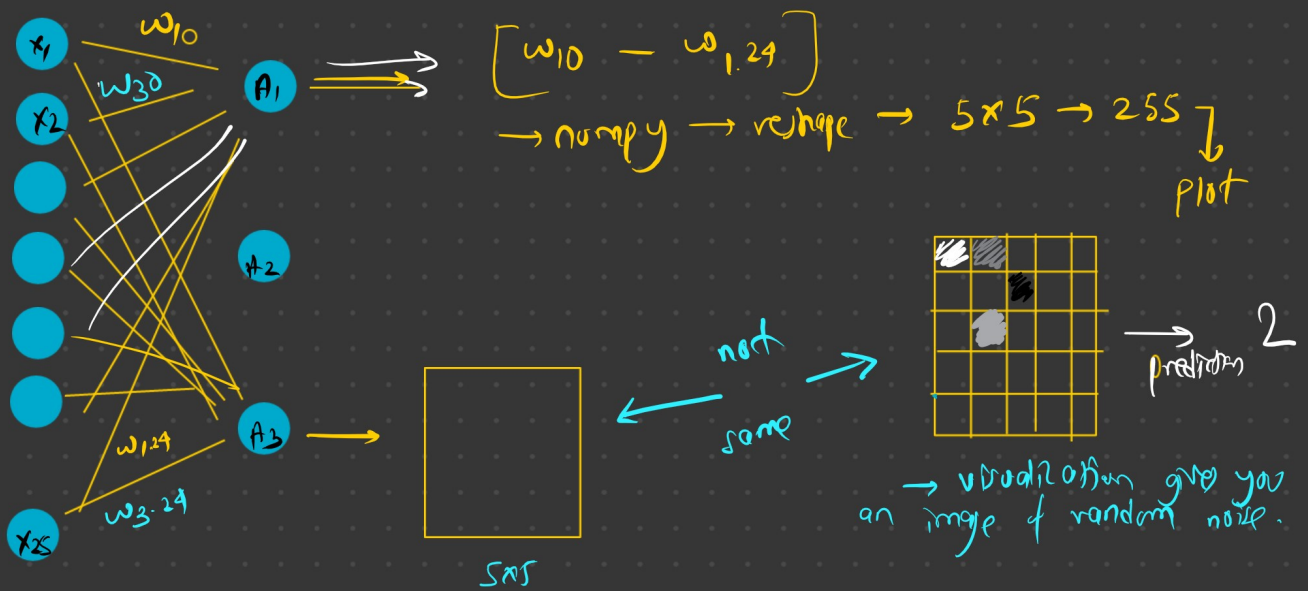 x1
x2
x25
w10
w30
w1.24
w3.24
A1
A2
A3
[w10 — w1.24]
→ numpy → reshape → 5x5 → 255
plot
5x5
not
same
prediction 2
→ visualization give you
an image of random noise.